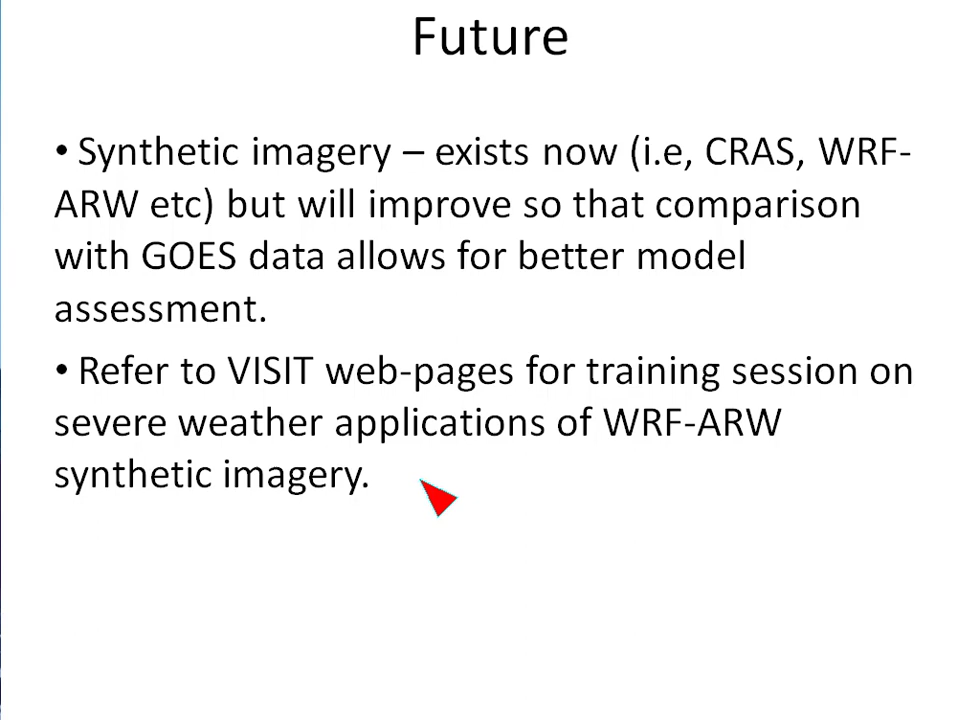 Future
• Synthetic imagery – exists now (i.e, CRAS, WRF-
ARW etc) but will improve so that comparison
with GOES data allows for better model
assessment.
• Refer to VISIT web-pages for training session on
severe weather applications of WRF-ARW
synthetic imagery.